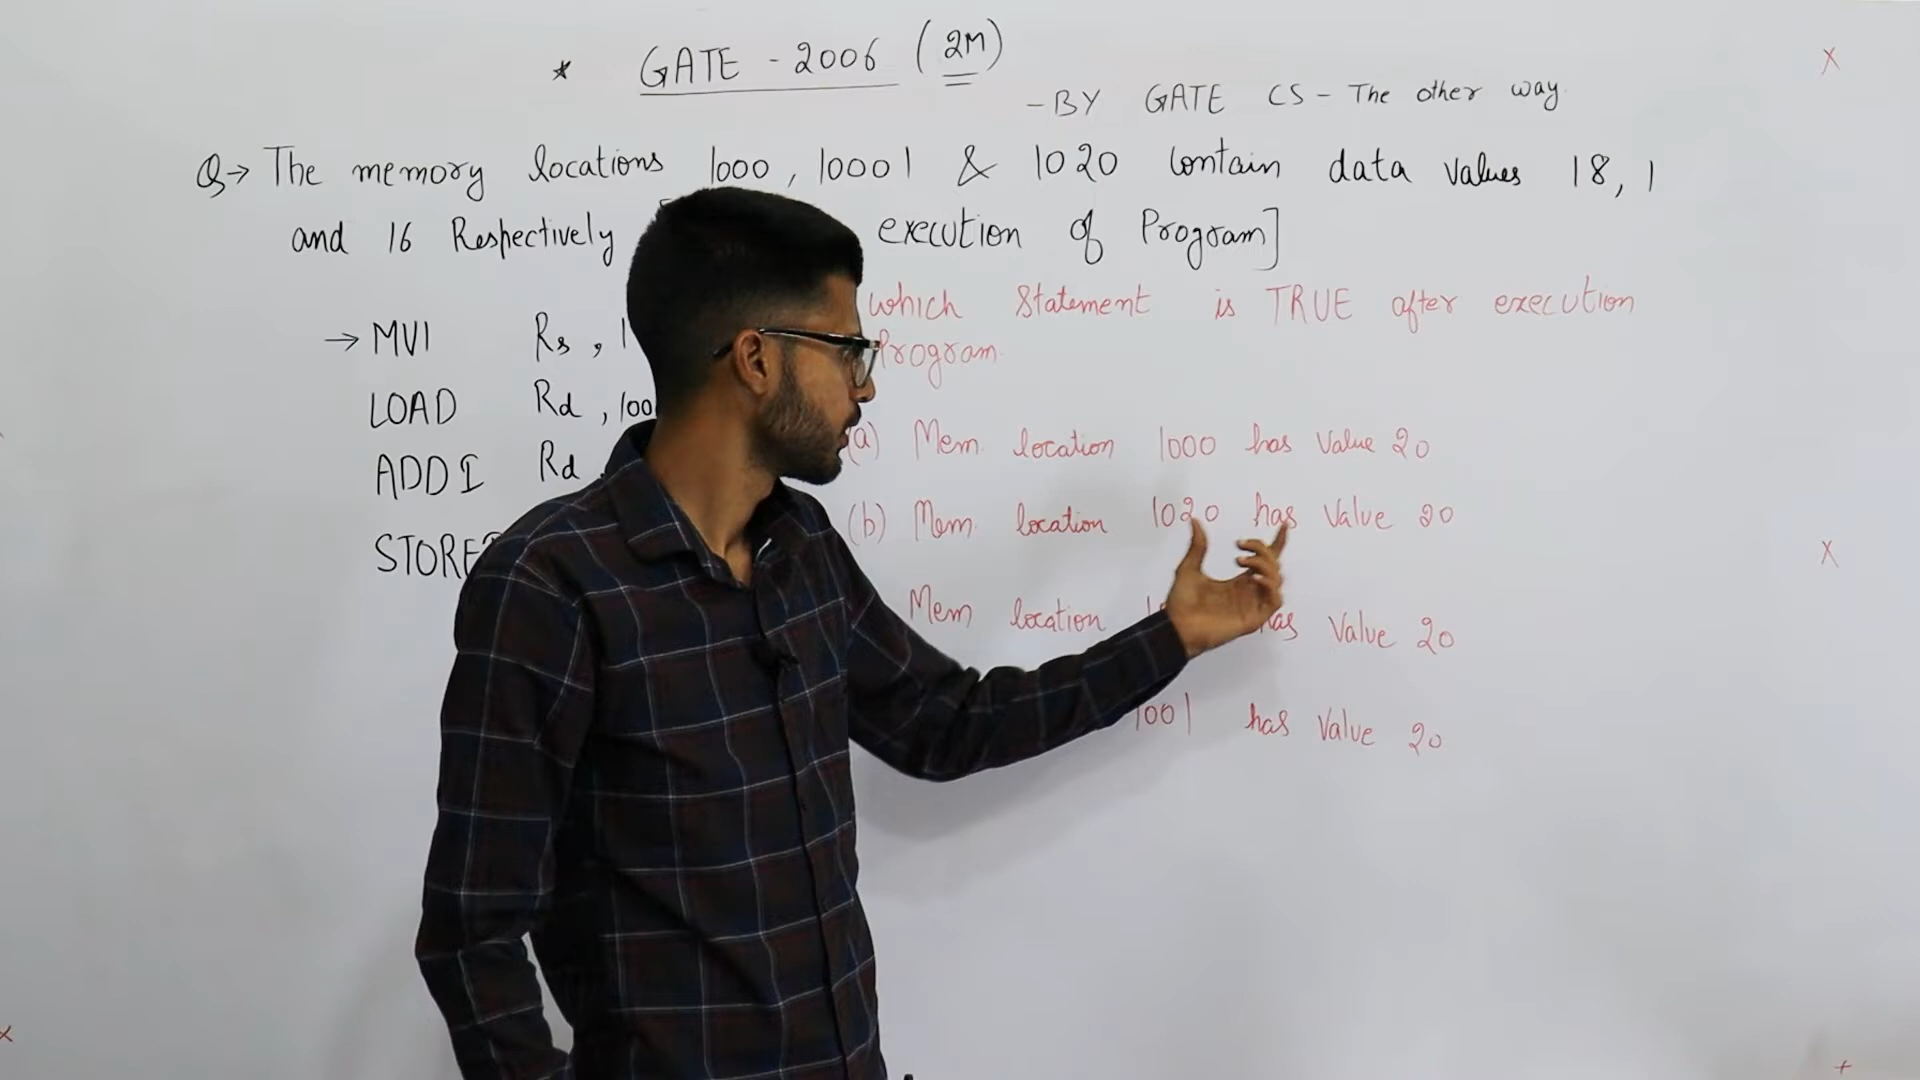 * GATE - 2006 (2M)
- BY GATE CS - The other way
Q→ The memory locations 1000, 10001 & 1020 contain data values 18, 1
and 16 Respectively execution of Program]
which Statement is TRUE after execution
Program.
→ MVI Rs, 1
LOAD Rd, 100
ADDI Rd
STORE
(a) Mem. location 1000 has value 20
(b) Mem. location 1020 has value 20
Mem location has value 20
1001 has value 20